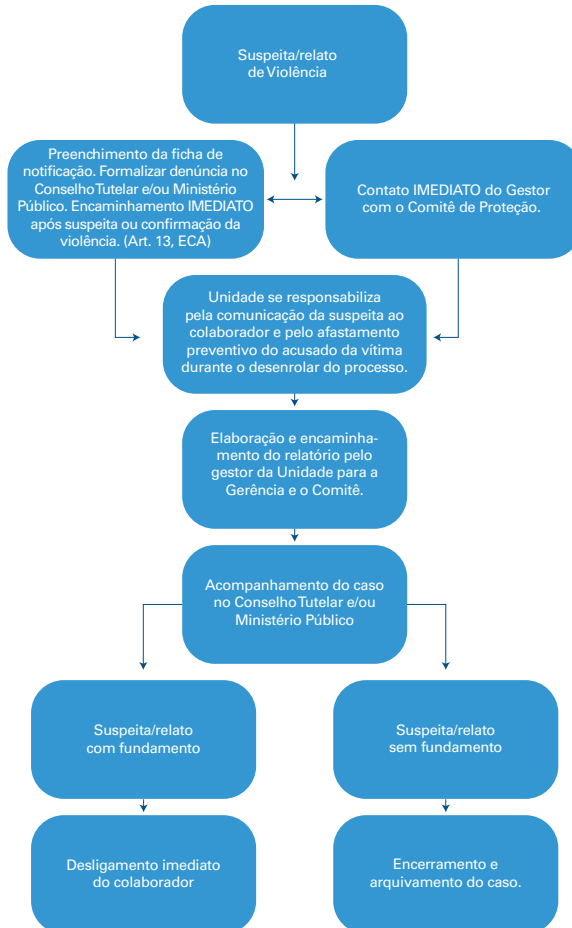 Suspeita/relato
de Violência
Preenchimento da ficha de
notificação. Formalizar denúncia no
Conselho Tutelar e/ou Ministério
Público. Encaminhamento IMEDIATO
após suspeita ou confirmação da
violência. (Art. 13, ECA)
Contato IMEDIATO do Gestor
com o Comitê de Proteção.
Unidade se responsabiliza
pela comunicação da suspeita ao
colaborador e pelo afastamento
preventivo do acusado da vítima
durante o desenrolar do processo.
Elaboração e encaminha-
mento do relatório pelo
gestor da Unidade para a
Gerência e o Comitê.
Acompanhamento do caso
no Conselho Tutelar e/ou
Ministério Público
Suspeita/relato
com fundamento
Suspeita/relato
sem fundamento
Desligamento imediato
do colaborador
Encerramento e
arquivamento do caso.